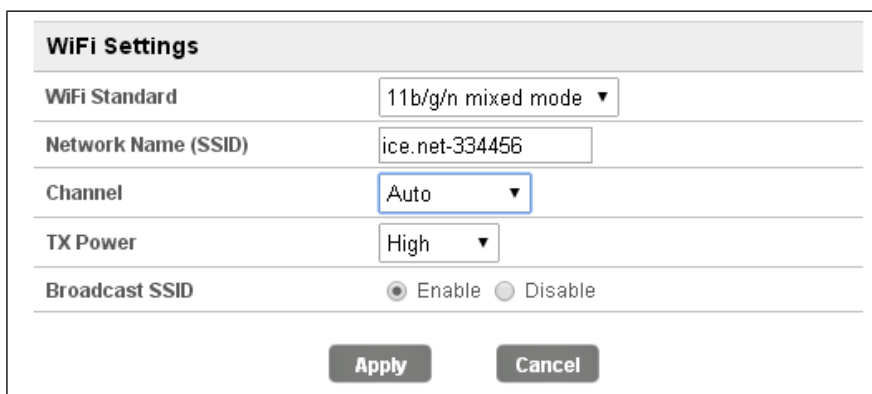 WiFi Settings
WiFi Standard 11b/g/n mixed mode
Network Name (SSID) ice.net-334456
Channel Auto
TX Power High
Broadcast SSID Enable Disable
Apply Cancel